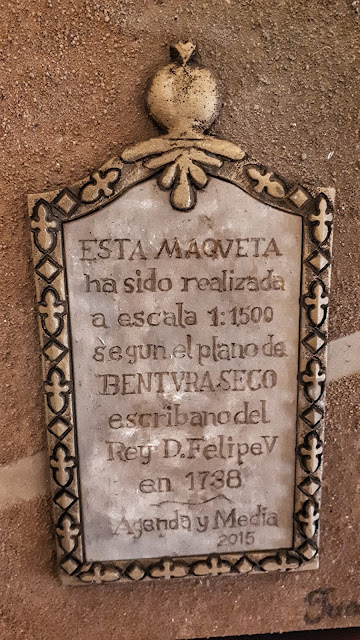 ESTA MAQVETA
ha sido realizada
a escala 1:1500
segun el plano de
BENTVRA SECO
escribano del
Rey D. Felipe V
en 1738
Agenda y Media
2015